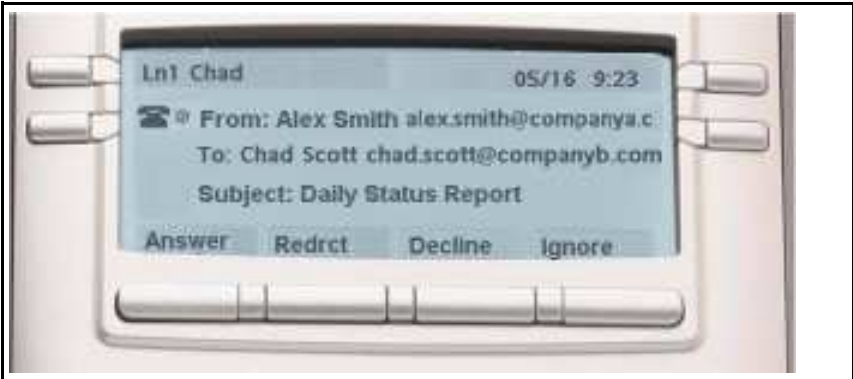 Ln1 Chad 05/16 9:23
From: Alex Smith alex.smith@companya.c
To: Chad Scott chad.scott@companyb.com
Subject: Daily Status Report
Answer Redrct Decline Ignore